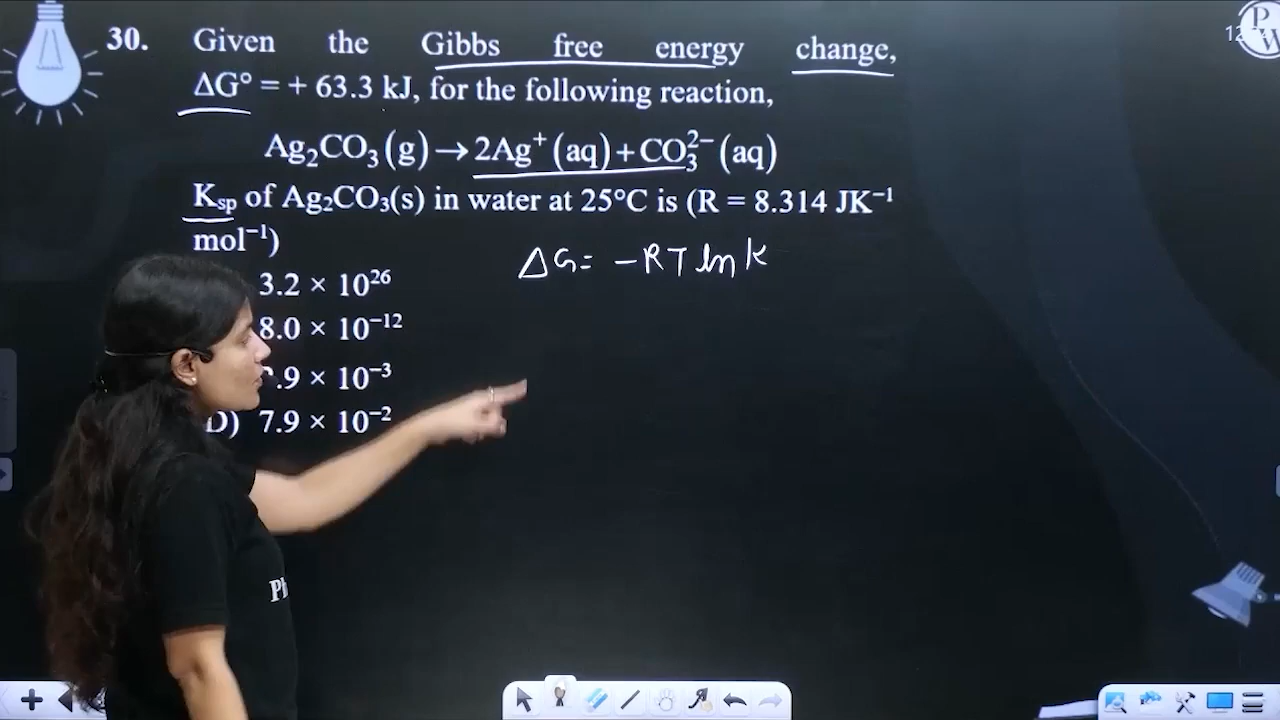 30. Given the Gibbs free energy change,
ΔG° = + 63.3 kJ, for the following reaction,
Ag₂CO₃(g)→2Ag⁺(aq)+CO₃²⁻(aq)
Kₛₚ of Ag₂CO₃(s) in water at 25°C is (R = 8.314 JK⁻¹
mol⁻¹)
ΔG= -RT ln K
3.2 × 10²⁶
8.0 × 10⁻¹²
.9 × 10⁻³
D) 7.9 × 10⁻²
P
W